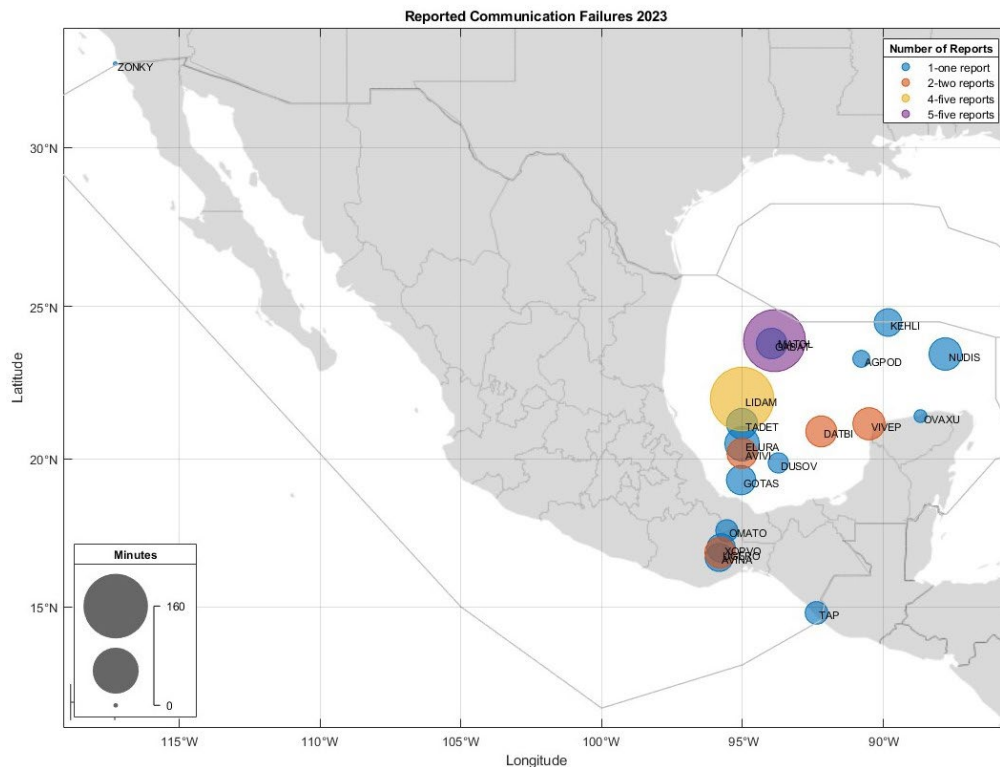 Reported Communication Failures 2023
Number of Reports
1-one report
2-two reports
4-five reports
5-five reports
ZONKY
KEHLI
NUDIS
AGPOD
LIDAM
OVAXU
TADET
VIVEP
DATBI
ELURA
AVIVI
DUSOV
GOTAS
OMATO
TAP
Minutes
160
0
30°N
25°N
20°N
15°N
Latitude
115°W
110°W
105°W
100°W
95°W
90°W
Longitude